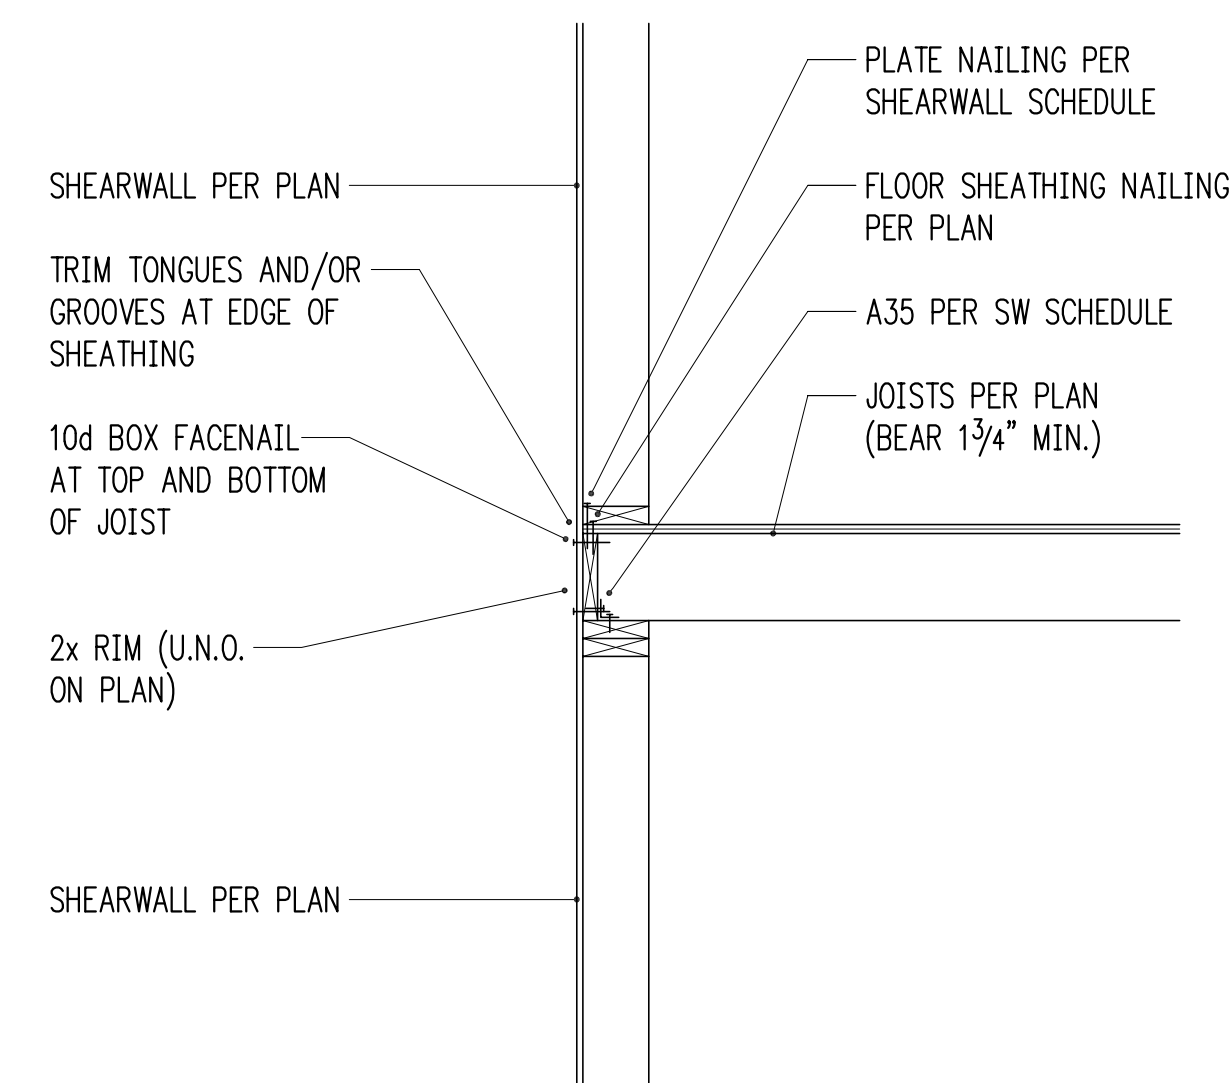 SHEARWALL PER PLAN
TRIM TONGUES AND/OR
GROOVES AT EDGE OF
SHEATHING
10d BOX FACENAIL
AT TOP AND BOTTOM
OF JOIST
2x RIM (U.N.O.
ON PLAN)
SHEARWALL PER PLAN
PLATE NAILING PER
SHEARWALL SCHEDULE
FLOOR SHEATHING NAILING
PER PLAN
A35 PER SW SCHEDULE
JOISTS PER PLAN
(BEAR 1 3/4" MIN.)